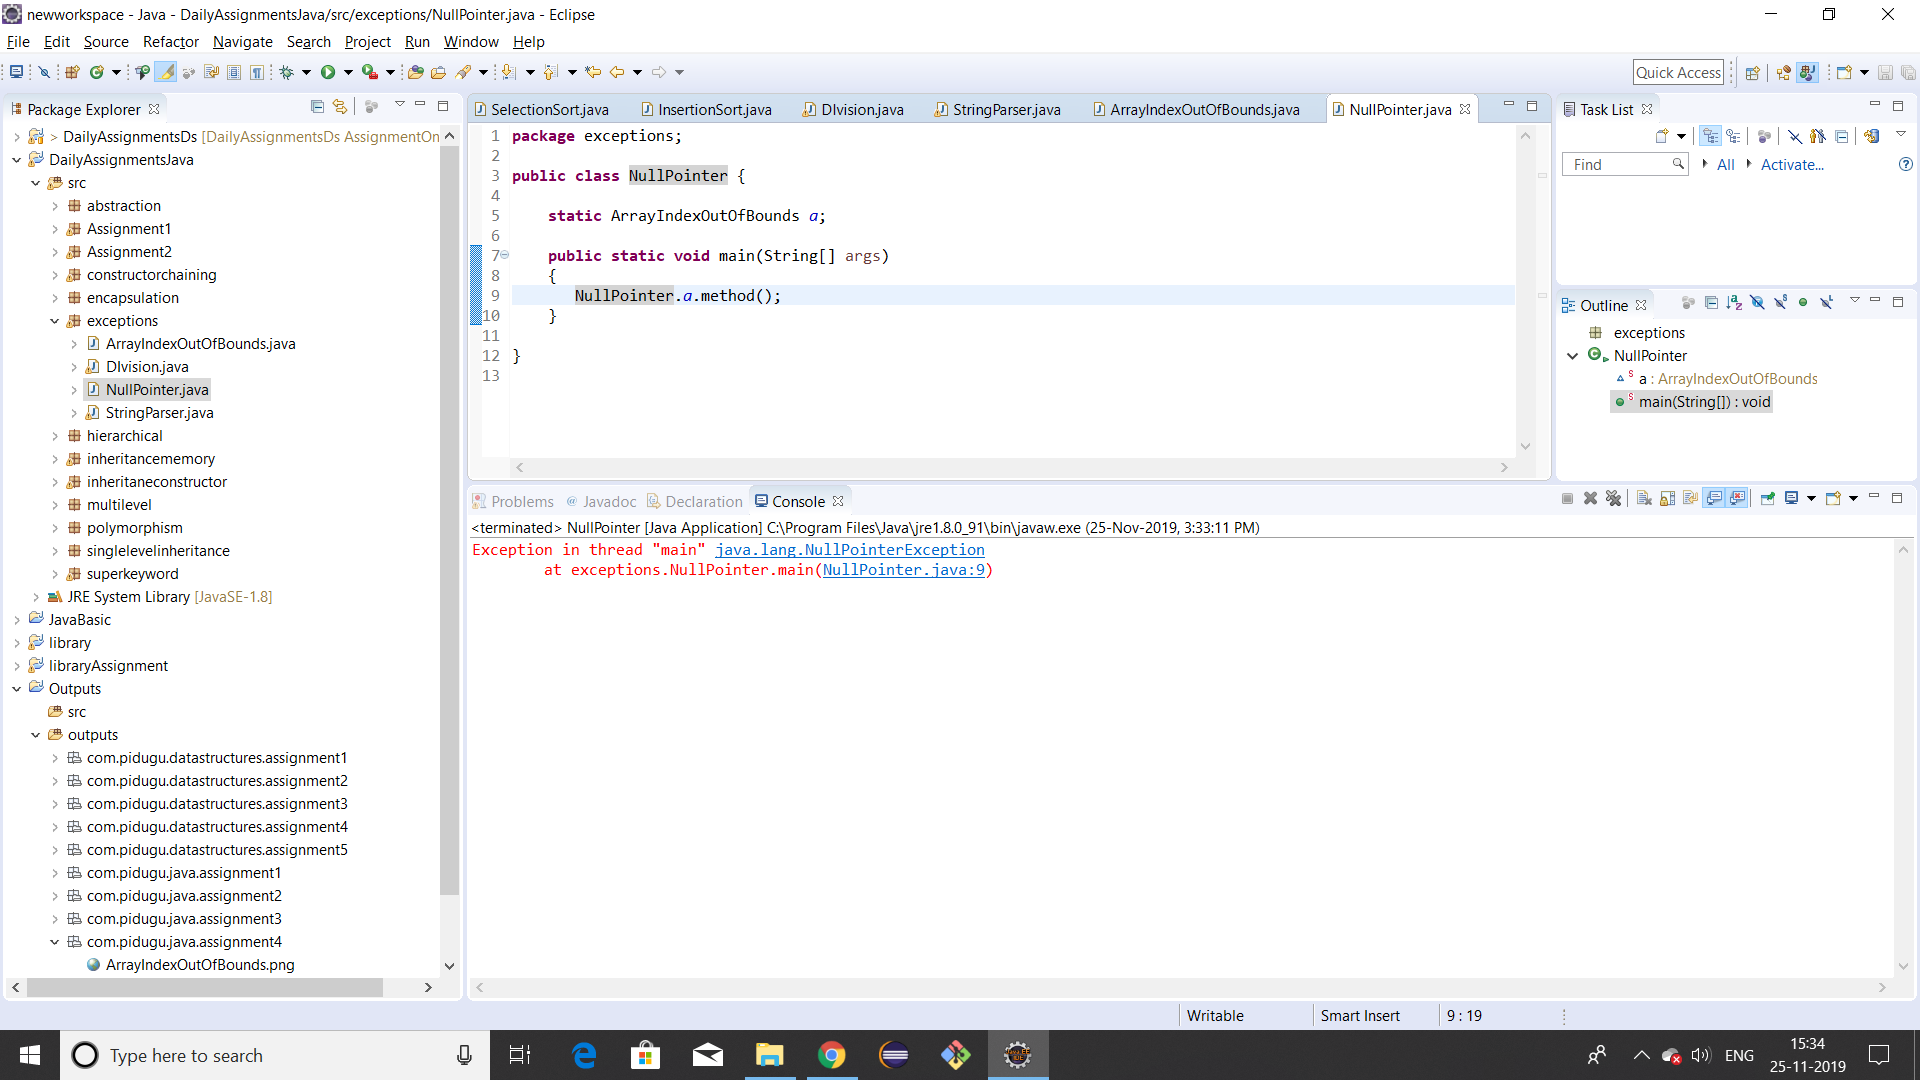 newworkspace - Java - DailyAssignmentsJava/src/exceptions/NullPointer.java - Eclipse
File Edit Source Refactor Navigate Search Project Run Window Help
Quick Access
Package Explorer
> DailyAssignmentsDs [DailyAssignmentsDs AssignmentOn
DailyAssignmentsJava
src
abstraction
Assignment1
Assignment2
constructorchaining
encapsulation
exceptions
ArrayIndexOutOfBounds.java
DIvision.java
NullPointer.java
StringParser.java
hierarchical
inheritancememory
inheritaneconstructor
multilevel
polymorphism
singlelevelinheritance
superkeyword
JRE System Library [JavaSE-1.8]
JavaBasic
library
libraryAssignment
Outputs
src
outputs
com.pidugu.datastructures.assignment1
com.pidugu.datastructures.assignment2
com.pidugu.datastructures.assignment3
com.pidugu.datastructures.assignment4
com.pidugu.datastructures.assignment5
com.pidugu.java.assignment1
com.pidugu.java.assignment2
com.pidugu.java.assignment3
com.pidugu.java.assignment4
ArrayIndexOutOfBounds.png
SelectionSort.java InsertionSort.java DIvision.java StringParser.java ArrayIndexOutOfBounds.java NullPointer.java
1 package exceptions;
2
3 public class NullPointer {
4
5 static ArrayIndexOutOfBounds a;
6
7 public static void main(String[] args)
8 {
9 NullPointer.a.method();
10 }
11
12 }
13
Problems @ Javadoc Declaration Console
<terminated> NullPointer [Java Application] C:\Program Files\Java\jre1.8.0_91\bin\javaw.exe (25-Nov-2019, 3:33:11 PM)
Exception in thread "main" java.lang.NullPointerException
at exceptions.NullPointer.main(NullPointer.java:9)
Task List
Find All Activate...
Outline
exceptions
NullPointer
a : ArrayIndexOutOfBounds
main(String[]) : void
Writable Smart Insert 9 : 19
Type here to search
ENG
15:34
25-11-2019